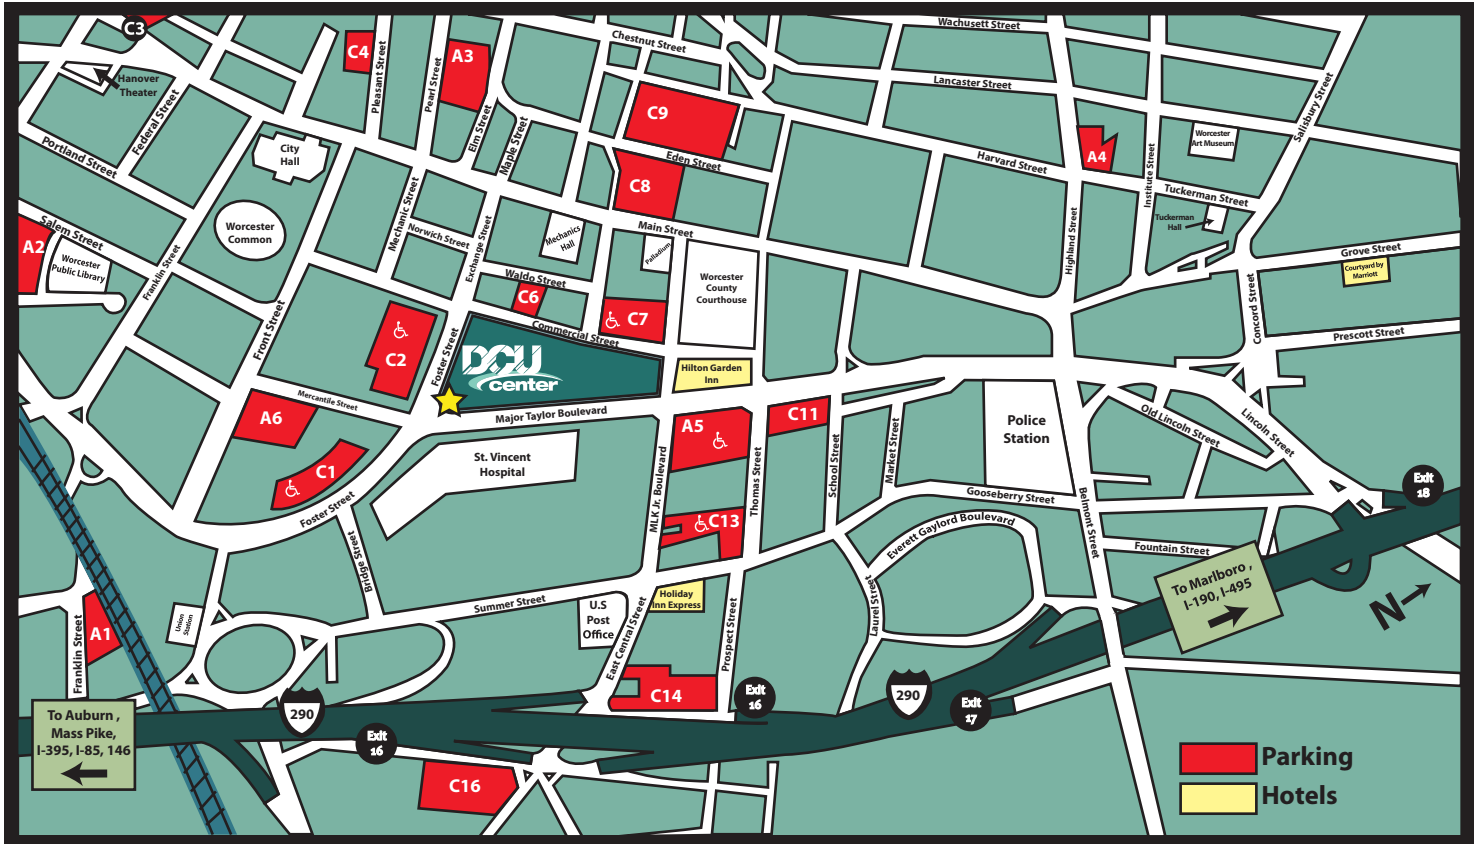 C3
Hanover
Theater
Federal Street
Portland Street
C4
Pleasant Street
Pearl Street
A3
Elm Street
Maple Street
Chestnut Street
Wachusett Street
Lancaster Street
Salisbury Street
C9
Eden Street
C8
Harvard Street
A4
Institute Street
Worcester
Art Museum
Tuckerman Street
Tuckerman
Hall
Highland Street
Grove Street
Courtyard by
Marriott
Concord Street
Prescott Street
City
Hall
Worcester
Common
Salem Street
A2
Worcester
Public Library
Franklin Street
Front Street
Mechanic Street
Norwich Street
Exchange Street
Mechanics
Hall
Main Street
Palladium
Worcester
County
Courthouse
Waldo Street
C6
C7
Commercial Street
C2
Foster Street
DCU
center
Hilton Garden
Inn
Mercantile Street
A6
Major Taylor Boulevard
C1
St. Vincent
Hospital
A5
C11
Police
Station
Old Lincoln Street
Lincoln Street
MLK Jr. Boulevard
Thomas Street
School Street
Market Street
Gooseberry Street
Belmont Street
Exit
18
Foster Street
C13
Everett Gaylord Boulevard
Fountain Street
Bridge Street
Summer Street
To Marlboro ,
I-190, I-495
N
Holiday
Inn Express
U.S
Post
Office
East Central Street
Prospect Street
Laurel Street
Union
Station
A1
Franklin Street
C14
Exit
16
290
Exit
17
290
Exit
16
To Auburn ,
Mass Pike,
I-395, I-85, 146
C16
Parking
Hotels